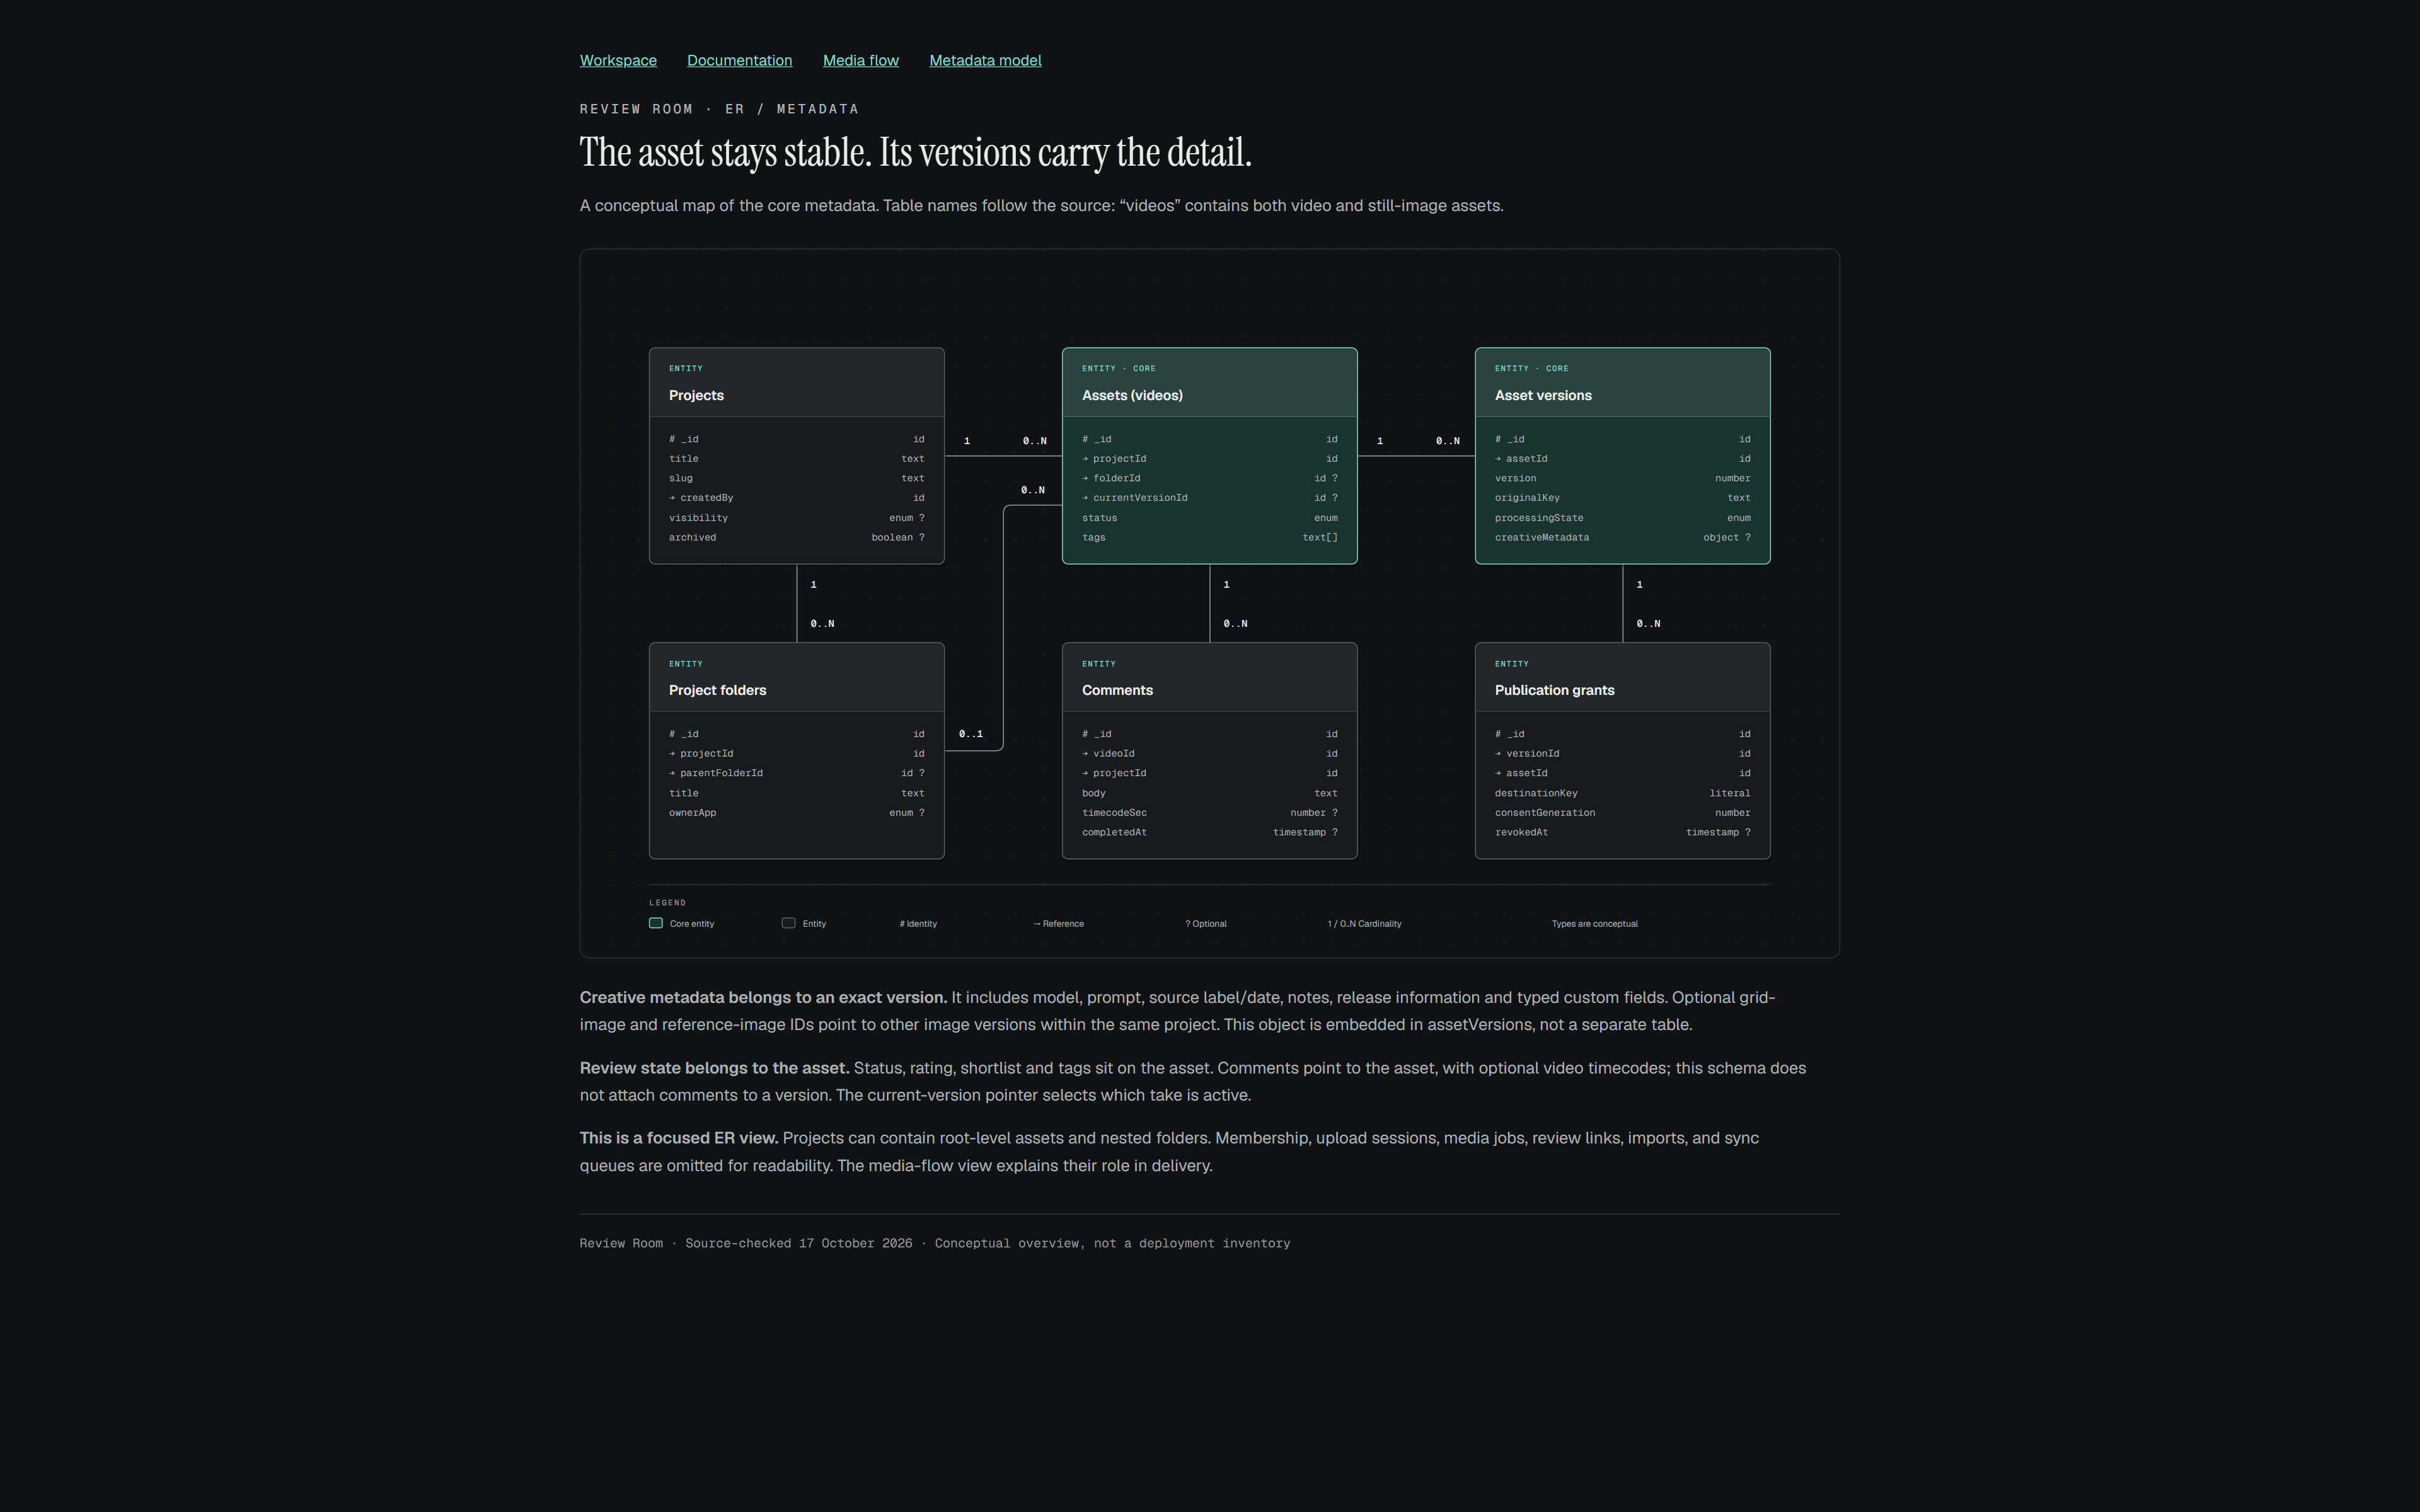 Workspace Documentation Media flow Metadata model
REVIEW ROOM · ER / METADATA
The asset stays stable. Its versions carry the detail.
A conceptual map of the core metadata. Table names follow the source: “videos” contains both video and still-image assets.
ENTITY
Projects
# _id id
title text
slug text
→ createdBy id
visibility enum ?
archived boolean ?
1 0..N
ENTITY · CORE
Assets (videos)
# _id id
→ projectId id
→ folderId id ?
→ currentVersionId id ?
status enum
tags text[]
1 0..N
ENTITY · CORE
Asset versions
# _id id
→ assetId id
version number
originalKey text
processingState enum
creativeMetadata object ?
0..N
1
0..N
1
0..N
1
0..N
ENTITY
Project folders
# _id id
→ projectId id
→ parentFolderId id ?
title text
ownerApp enum ?
0..1
ENTITY
Comments
# _id id
→ videoId id
→ projectId id
body text
timecodeSec number ?
completedAt timestamp ?
ENTITY
Publication grants
# _id id
→ versionId id
→ assetId id
destinationKey literal
consentGeneration number
revokedAt timestamp ?
LEGEND
Core entity Entity # Identity → Reference ? Optional 1 / 0..N Cardinality Types are conceptual
Creative metadata belongs to an exact version. It includes model, prompt, source label/date, notes, release information and typed custom fields. Optional grid-
image and reference-image IDs point to other image versions within the same project. This object is embedded in assetVersions, not a separate table.
Review state belongs to the asset. Status, rating, shortlist and tags sit on the asset. Comments point to the asset, with optional video timecodes; this schema does
not attach comments to a version. The current-version pointer selects which take is active.
This is a focused ER view. Projects can contain root-level assets and nested folders. Membership, upload sessions, media jobs, review links, imports, and sync
queues are omitted for readability. The media-flow view explains their role in delivery.
Review Room · Source-checked 17 October 2026 · Conceptual overview, not a deployment inventory